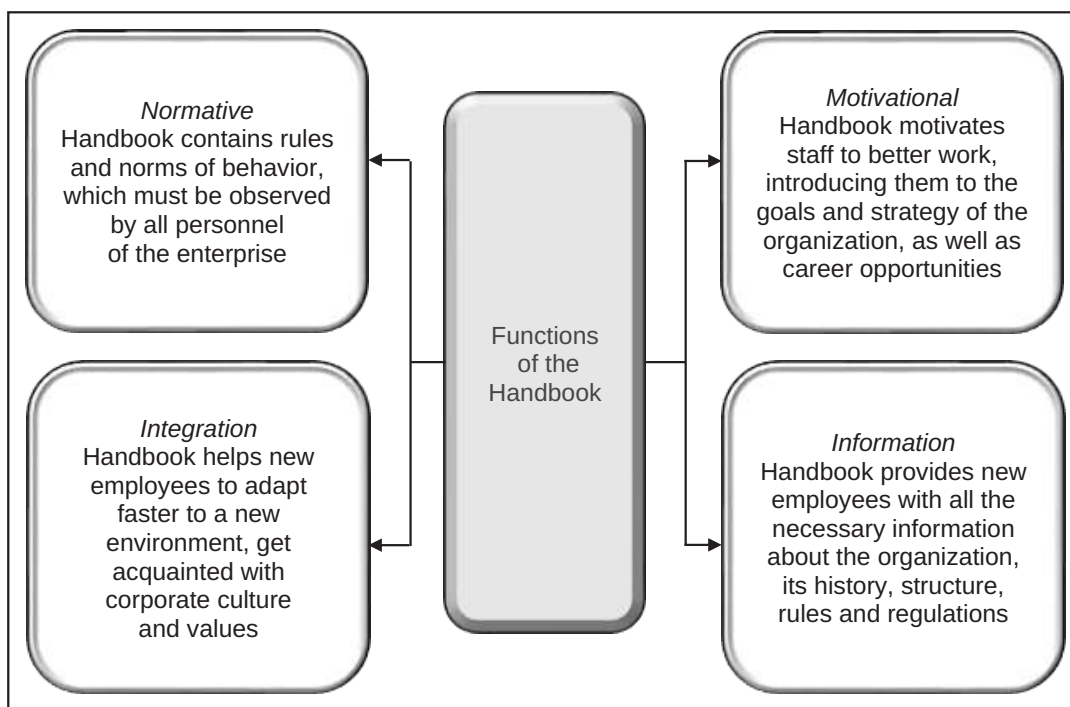 Normative
Handbook contains rules
and norms of behavior,
which must be observed
by all personnel
of the enterprise
Motivational
Handbook motivates
staff to better work,
introducing them to the
goals and strategy of the
organization, as well as
career opportunities
Functions
of the
Handbook
Integration
Handbook helps new
employees to adapt
faster to a new
environment, get
acquainted with
corporate culture
and values
Information
Handbook provides new
employees with all the
necessary information
about the organization,
its history, structure,
rules and regulations